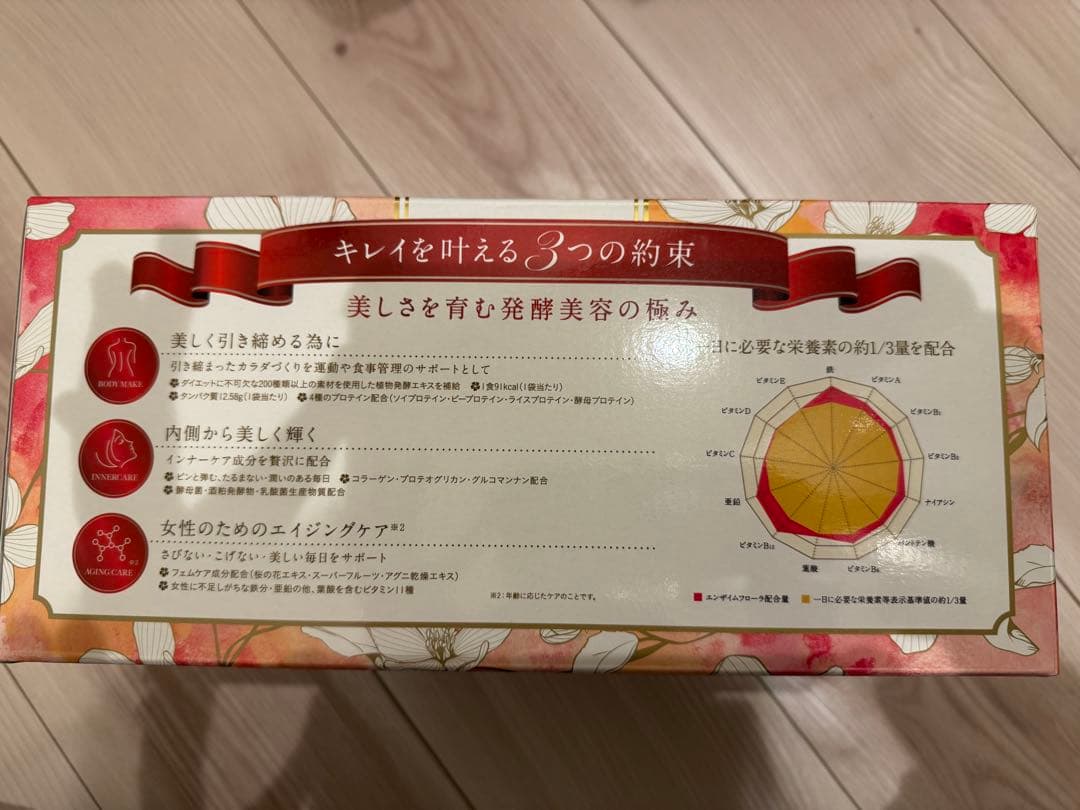 キレイを叶える3つの約束
美しさを育む発酵美容の極み
BODYMAKE
美しく引き締める為に
引き締まったカラダづくりを運動や食事管理のサポートとして
ダイエットに不可欠な200種類以上の素材を使用した植物発酵エキスを補給 1食91kcal(1袋当たり)
タンパク質12.58g(1袋当たり) 4種のプロテイン配合(ソイプロテイン・ピープロテイン・ライスプロテイン・酵母プロテイン)
INNERCARE
内側から美しく輝く
インナーケア成分を贅沢に配合
ピンと弾む、たるまない・潤いのある毎日 コラーゲン・プロテオグリカン・グルコマンナン配合
酵母菌・酒粕発酵物・乳酸菌生産物質配合
※2
AGING CARE
女性のためのエイジングケア※2
さびない・こげない・美しい毎日をサポート
フェムケア成分配合(桜の花エキス・スーパーフルーツ・アグニ乾燥エキス)
女性に不足しがちな鉄分・亜鉛の他、葉酸を含むビタミン11種
※2:年齢に応じたケアのことです。
一日に必要な栄養素の約1/3量を配合
鉄
ビタミンA
ビタミンB1
ビタミンB2
ナイアシン
パントテン酸
ビタミンB6
葉酸
ビタミンB12
亜鉛
ビタミンC
ビタミンD
ビタミンE
エンザイムフローラ配合量
一日に必要な栄養素等表示基準値の約1/3量